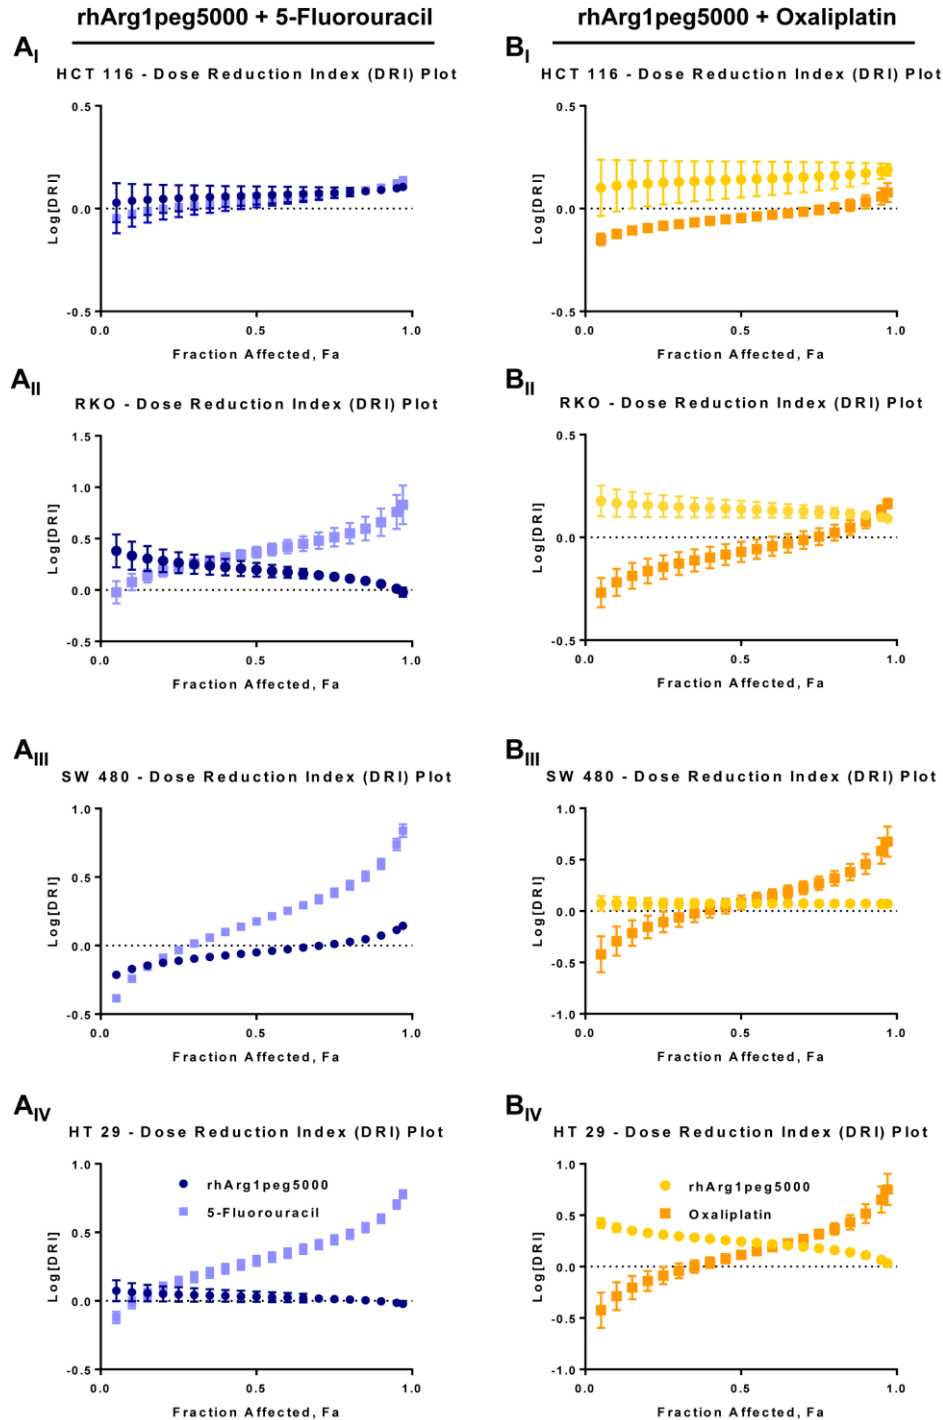 rhArg1peg5000 + 5-Fluorouracil
rhArg1peg5000 + Oxaliplatin
AI
HCT 116 - Dose Reduction Index (DRI) Plot
0.5
0.0
-0.5
Log[DRI]
0.0
0.5
1.0
Fraction Affected, Fa
BI
HCT 116 - Dose Reduction Index (DRI) Plot
0.5
0.0
-0.5
Log[DRI]
0.0
0.5
1.0
Fraction Affected, Fa
AII
RKO - Dose Reduction Index (DRI) Plot
1.5
1.0
0.5
0.0
-0.5
Log[DRI]
0.0
0.5
1.0
Fraction Affected, Fa
BII
RKO - Dose Reduction Index (DRI) Plot
0.5
0.0
-0.5
Log[DRI]
0.0
0.5
1.0
Fraction Affected, Fa
AIII
SW 480 - Dose Reduction Index (DRI) Plot
1.0
0.5
0.0
-0.5
Log[DRI]
0.0
0.5
1.0
Fraction Affected, Fa
BIII
SW 480 - Dose Reduction Index (DRI) Plot
1.0
0.5
0.0
-0.5
-1.0
Log[DRI]
0.0
0.5
1.0
Fraction Affected, Fa
AIV
HT 29 - Dose Reduction Index (DRI) Plot
rhArg1peg5000
5-Fluorouracil
1.0
0.5
0.0
-0.5
Log[DRI]
0.0
0.5
1.0
Fraction Affected, Fa
BIV
HT 29 - Dose Reduction Index (DRI) Plot
rhArg1peg5000
Oxaliplatin
1.0
0.5
0.0
-0.5
-1.0
Log[DRI]
0.0
0.5
1.0
Fraction Affected, Fa